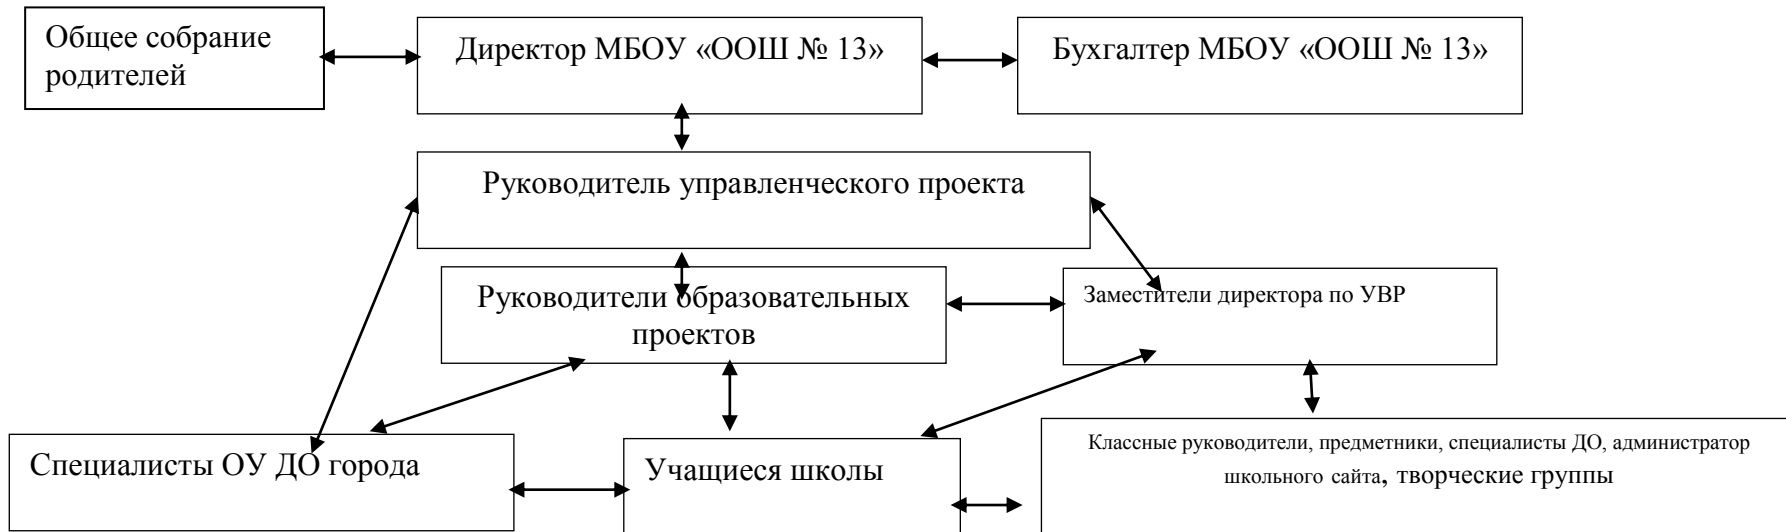 Общее собрание
родителей
Директор МБОУ «ООШ № 13»
Бухгалтер МБОУ «ООШ № 13»
Руководитель управленческого проекта
Руководители образовательных
проектов
Заместители директора по УВР
Специалисты ОУ ДО города
Учащиеся школы
Классные руководители, предметники, специалисты ДО, администратор
школьного сайта, творческие группы